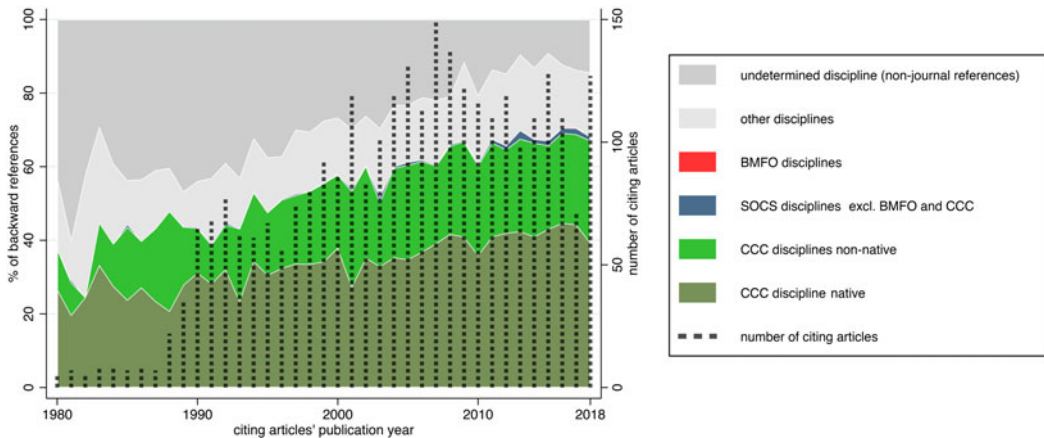 100
80
60
40
20
0
% of backward references
150
100
50
0
number of citing articles
1980
1990
2000
2010
2018
citing articles' publication year
undetermined discipline (non-journal references)
other disciplines
BMFO disciplines
SOCS disciplines excl. BMFO and CCC
CCC disciplines non-native
CCC discipline native
number of citing articles